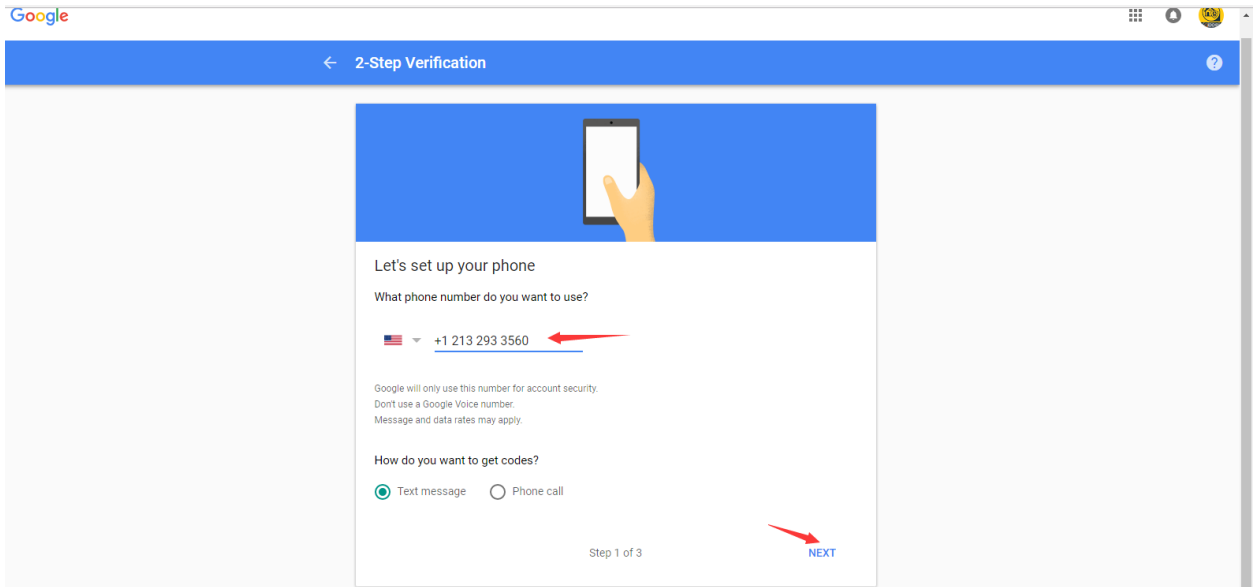 Google
2-Step Verification
Let's set up your phone
What phone number do you want to use?
+1 213 293 3560
Google will only use this number for account security.
Don't use a Google Voice number.
Message and data rates may apply.
How do you want to get codes?
Text message Phone call
Step 1 of 3 NEXT